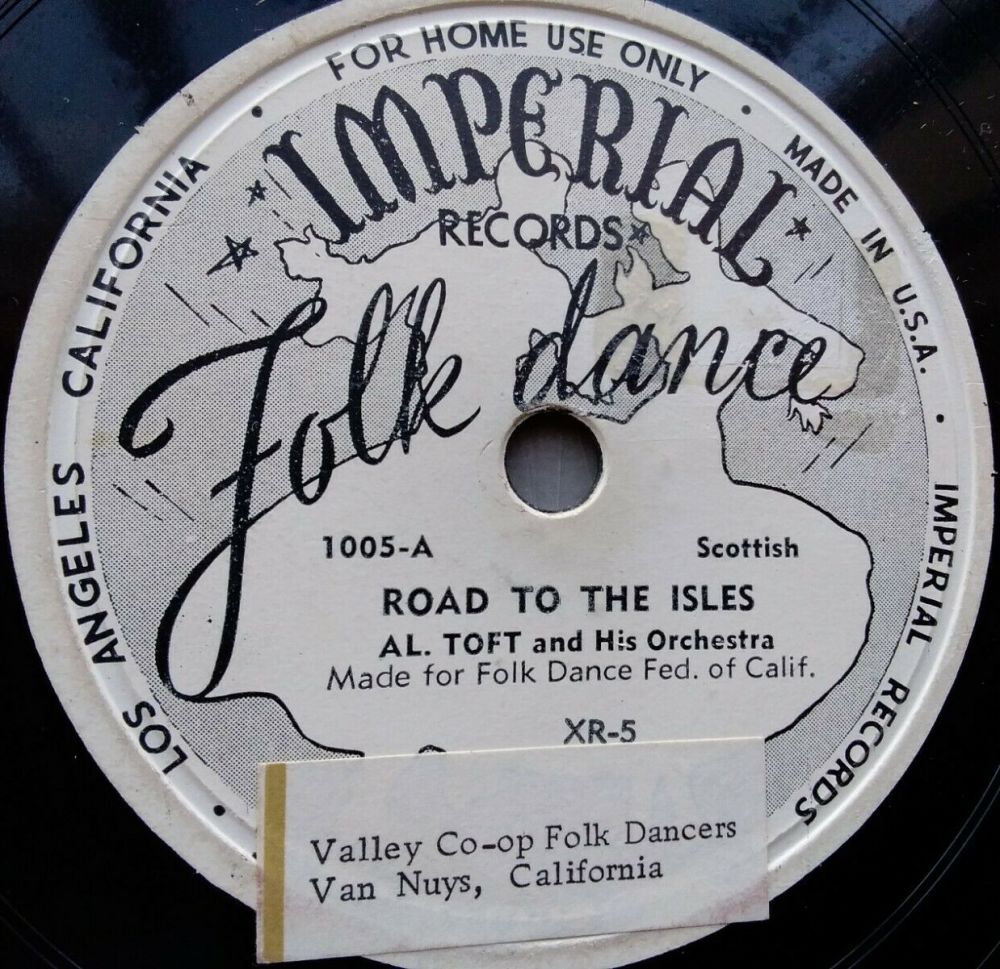 FOR HOME USE ONLY
MADE IN U.S.A.
IMPERIAL RECORDS
LOS ANGELES CALIFORNIA
IMPERIAL
RECORDS
Folk dance
1005-A Scottish
ROAD TO THE ISLES
AL. TOFT and His Orchestra
Made for Folk Dance Fed. of Calif.
XR-5
Valley Co-op Folk Dancers
Van Nuys, California